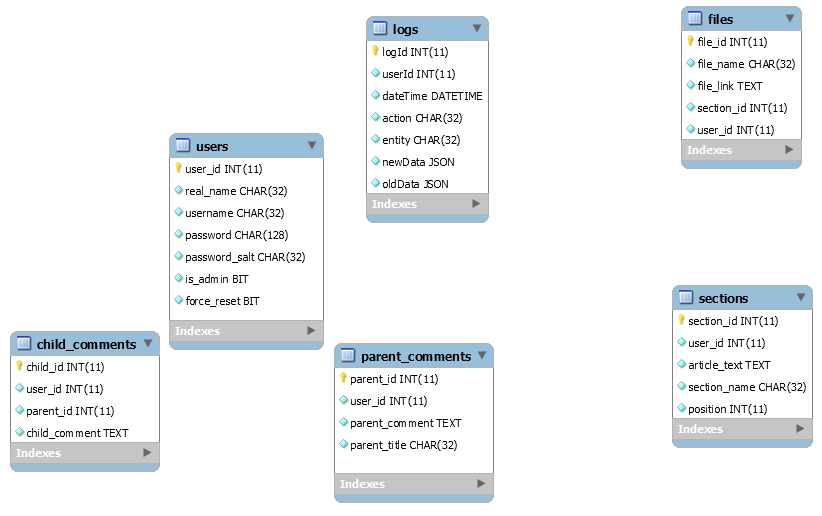 logs
logId INT(11)
userId INT(11)
dateTime DATETIME
action CHAR(32)
entity CHAR(32)
newData JSON
oldData JSON
Indexes
files
file_id INT(11)
file_name CHAR(32)
file_link TEXT
section_id INT(11)
user_id INT(11)
Indexes
users
user_id INT(11)
real_name CHAR(32)
username CHAR(32)
password CHAR(128)
password_salt CHAR(32)
is_admin BIT
force_reset BIT
Indexes
sections
section_id INT(11)
user_id INT(11)
article_text TEXT
section_name CHAR(32)
position INT(11)
Indexes
child_comments
child_id INT(11)
user_id INT(11)
parent_id INT(11)
child_comment TEXT
Indexes
parent_comments
parent_id INT(11)
user_id INT(11)
parent_comment TEXT
parent_title CHAR(32)
Indexes